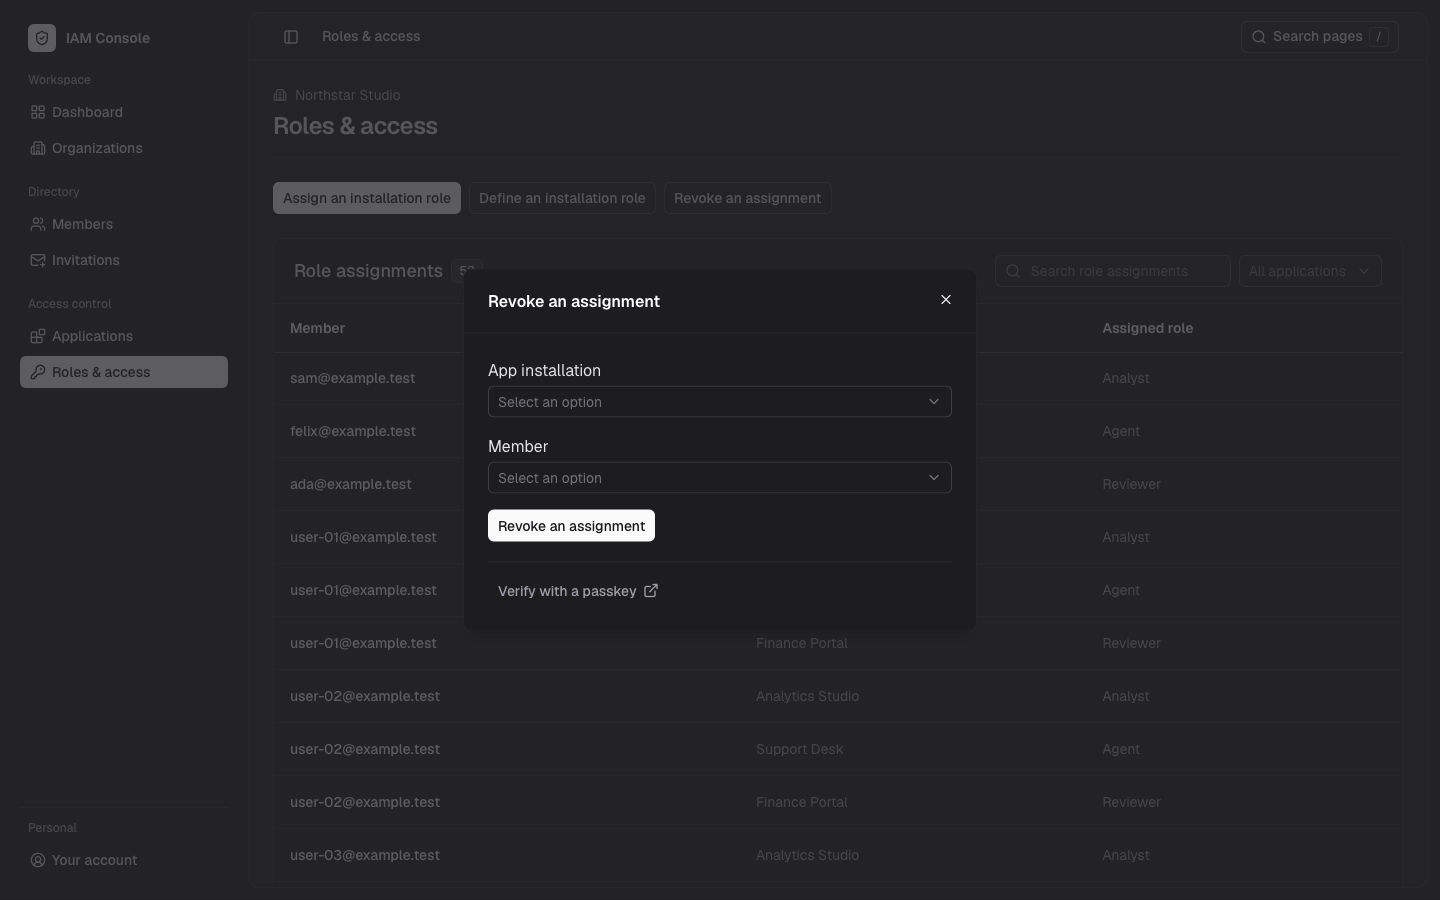 IAM Console
Workspace
Dashboard
Organizations
Directory
Members
Invitations
Access control
Applications
Roles & access
Personal
Your account
Roles & access
Search pages /
Northstar Studio
Roles & access
Assign an installation role Define an installation role Revoke an assignment
Role assignments
Search role assignments All applications
Member Assigned role
sam@example.test Analyst
felix@example.test Agent
ada@example.test Reviewer
user-01@example.test Analyst
user-01@example.test Agent
user-01@example.test Finance Portal Reviewer
user-02@example.test Analytics Studio Analyst
user-02@example.test Support Desk Agent
user-02@example.test Finance Portal Reviewer
user-03@example.test Analytics Studio Analyst
Revoke an assignment
App installation
Select an option
Member
Select an option
Revoke an assignment
Verify with a passkey